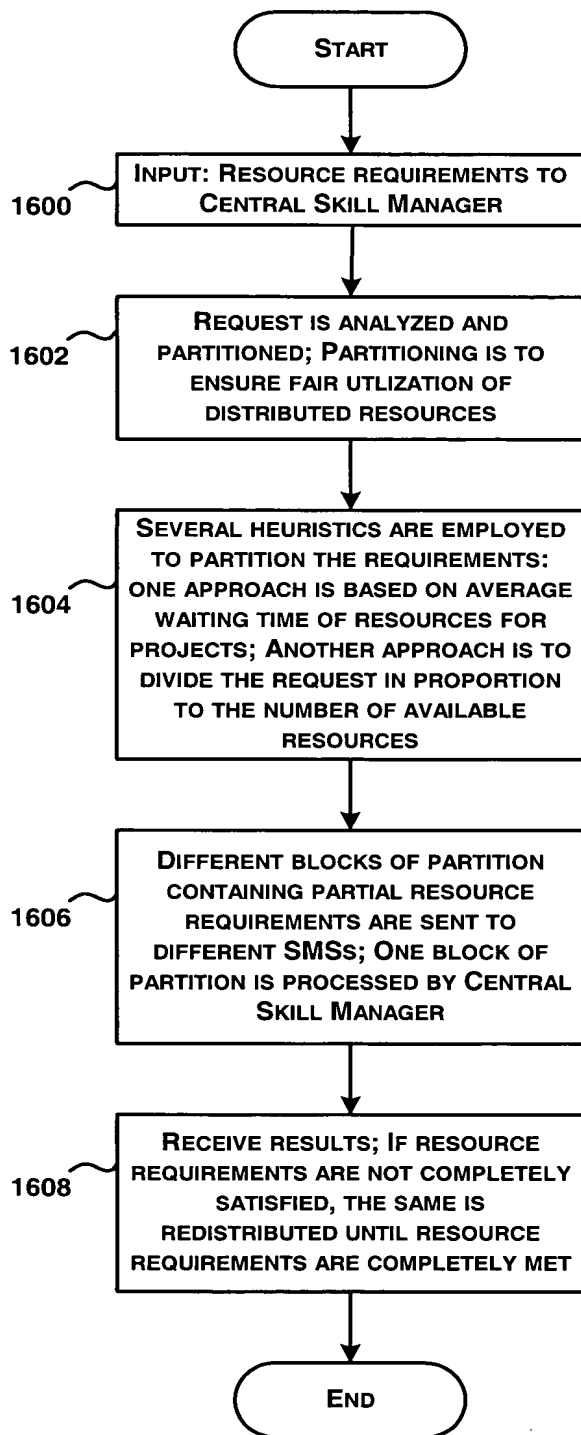 START
1600
INPUT: RESOURCE REQUIREMENTS TO
CENTRAL SKILL MANAGER
1602
REQUEST IS ANALYZED AND
PARTITIONED; PARTITIONING IS TO
ENSURE FAIR UTLIZATION OF
DISTRIBUTED RESOURCES
1604
SEVERAL HEURISTICS ARE EMPLOYED
TO PARTITION THE REQUIREMENTS:
ONE APPROACH IS BASED ON AVERAGE
WAITING TIME OF RESOURCES FOR
PROJECTS; ANOTHER APPROACH IS TO
DIVIDE THE REQUEST IN PROPORTION
TO THE NUMBER OF AVAILABLE
RESOURCES
1606
DIFFERENT BLOCKS OF PARTITION
CONTAINING PARTIAL RESOURCE
REQUIREMENTS ARE SENT TO
DIFFERENT SMSS; ONE BLOCK OF
PARTITION IS PROCESSED BY CENTRAL
SKILL MANAGER
1608
RECEIVE RESULTS; IF RESOURCE
REQUIREMENTS ARE NOT COMPLETELY
SATISFIED, THE SAME IS
REDISTRIBUTED UNTIL RESOURCE
REQUIREMENTS ARE COMPLETELY MET
END